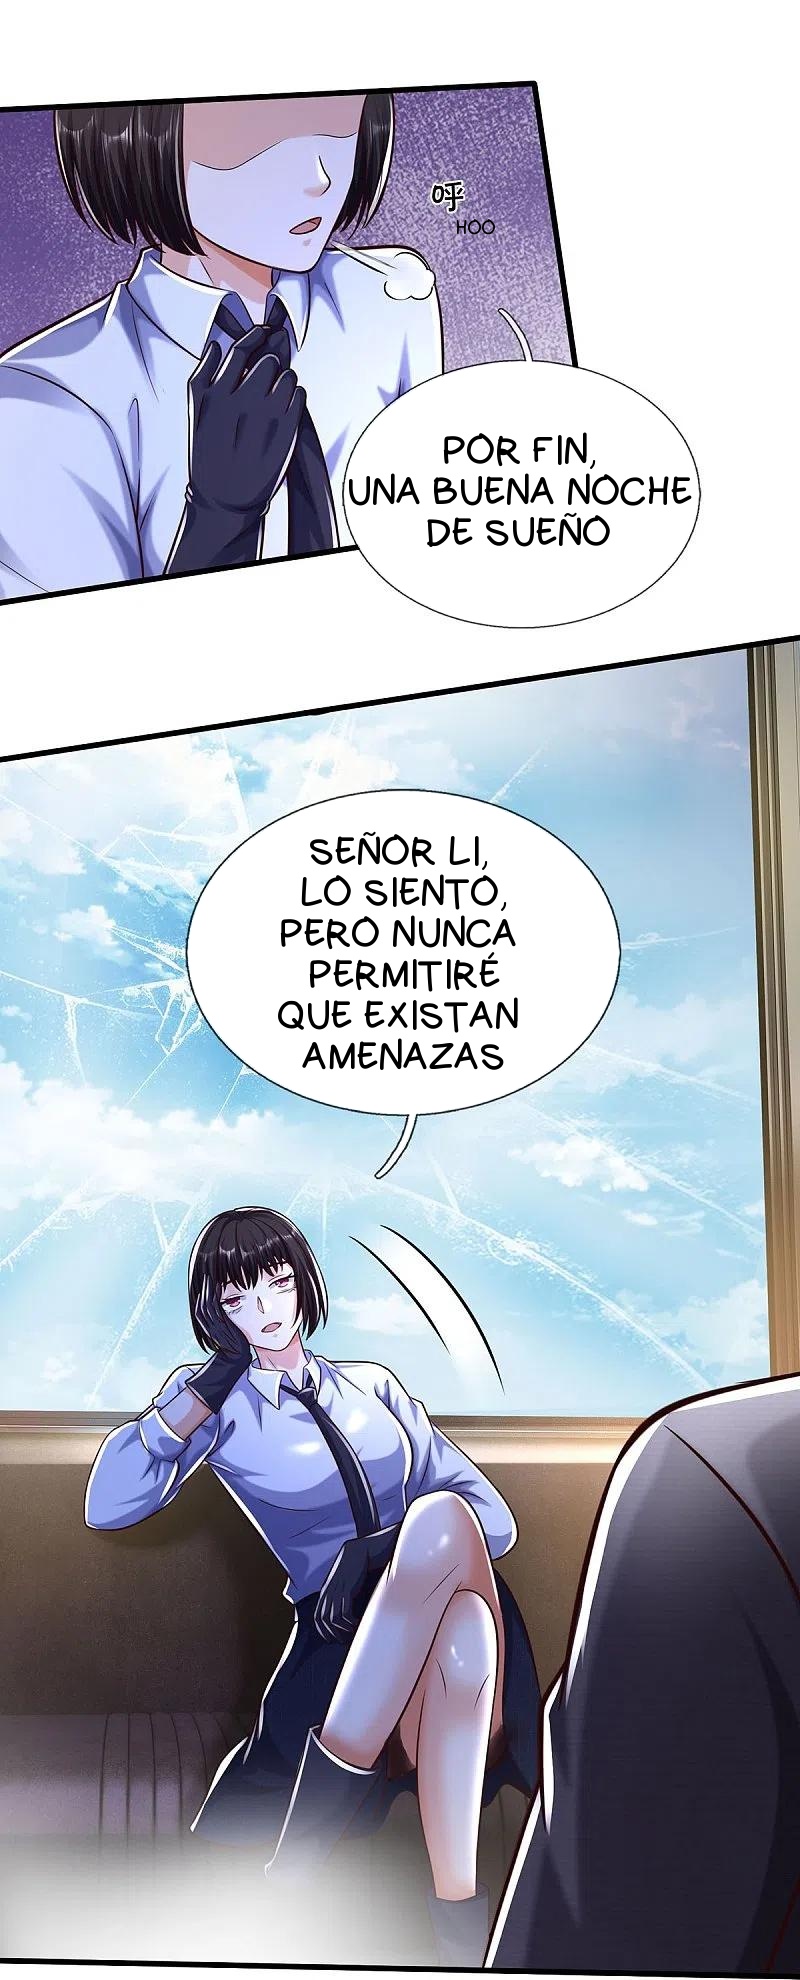 呼
HOO
POR FIN,
UNA BUENA NOCHE
DE SUEÑO
SEÑOR LI,
LO SIENTO,
PERO NUNCA
PERMITIRÉ
QUE EXISTAN
AMENAZAS